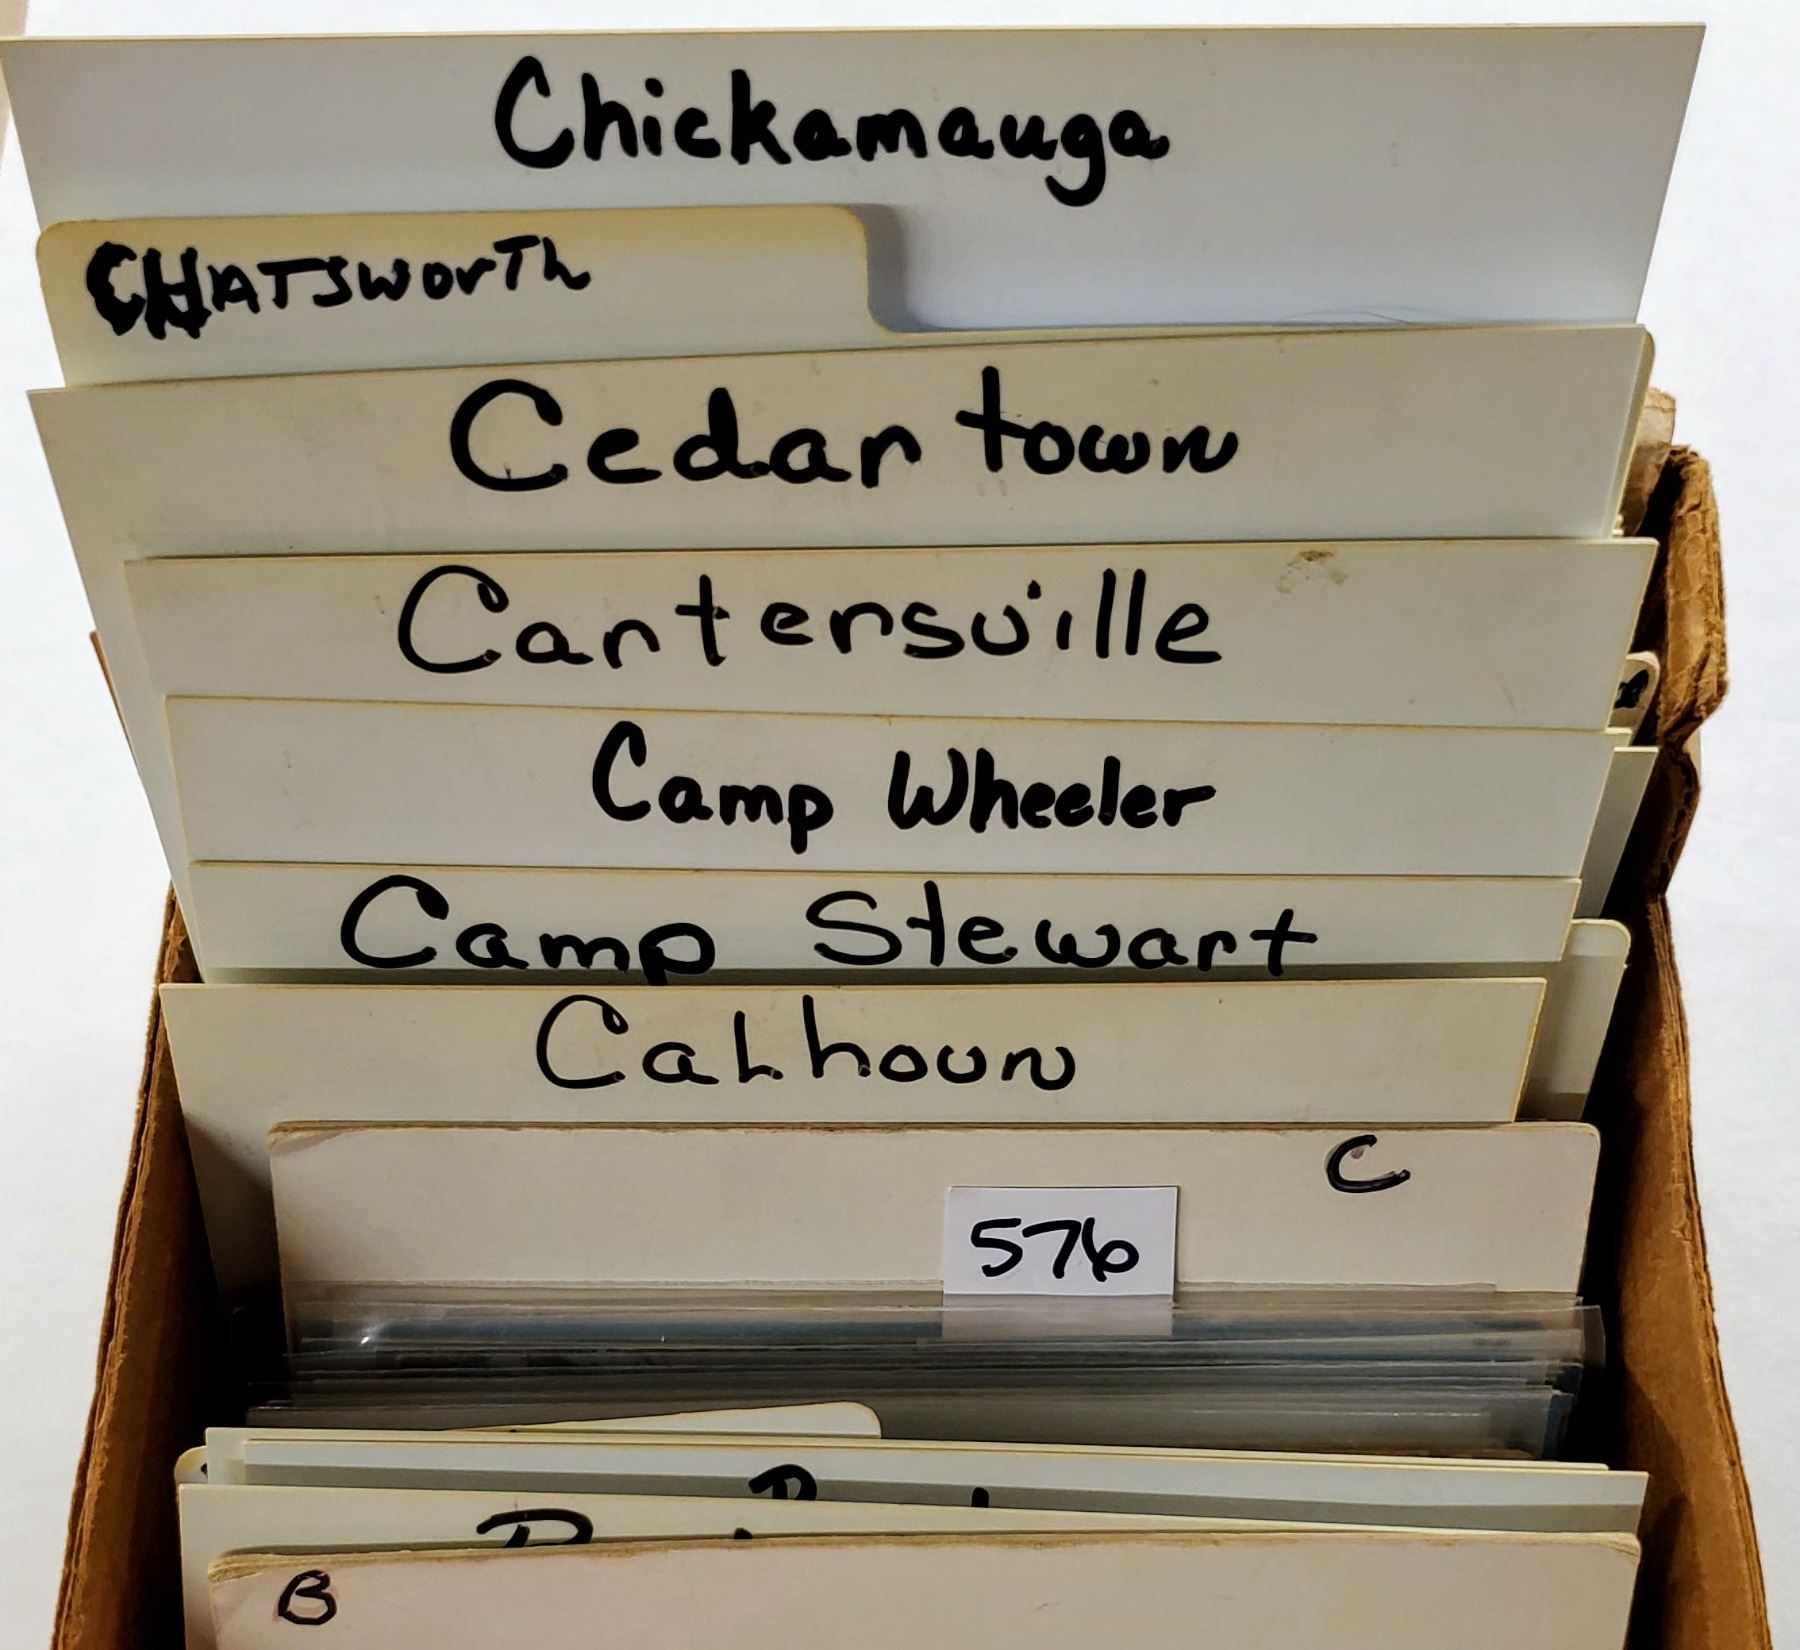 Chickamauga
CHATSWorTh
Cedartown
Cartersville
Camp Wheeler
Camp Stewart
Calhoun
C
576
B